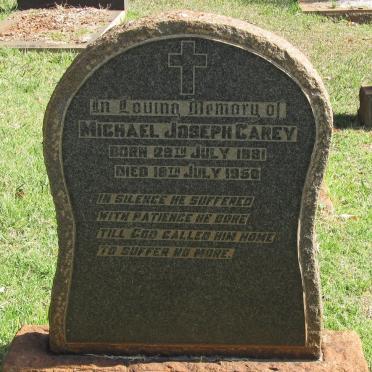 In Loving Memory of
MICHAEL JOSEPH CAREY
BORN 29TH JULY 1881
DIED 18TH JULY 1950
IN SILENCE HE SUFFERED
WITH PATIENCE HE BORE
TILL GOD CALLED HIM HOME
TO SUFFER NO MORE.